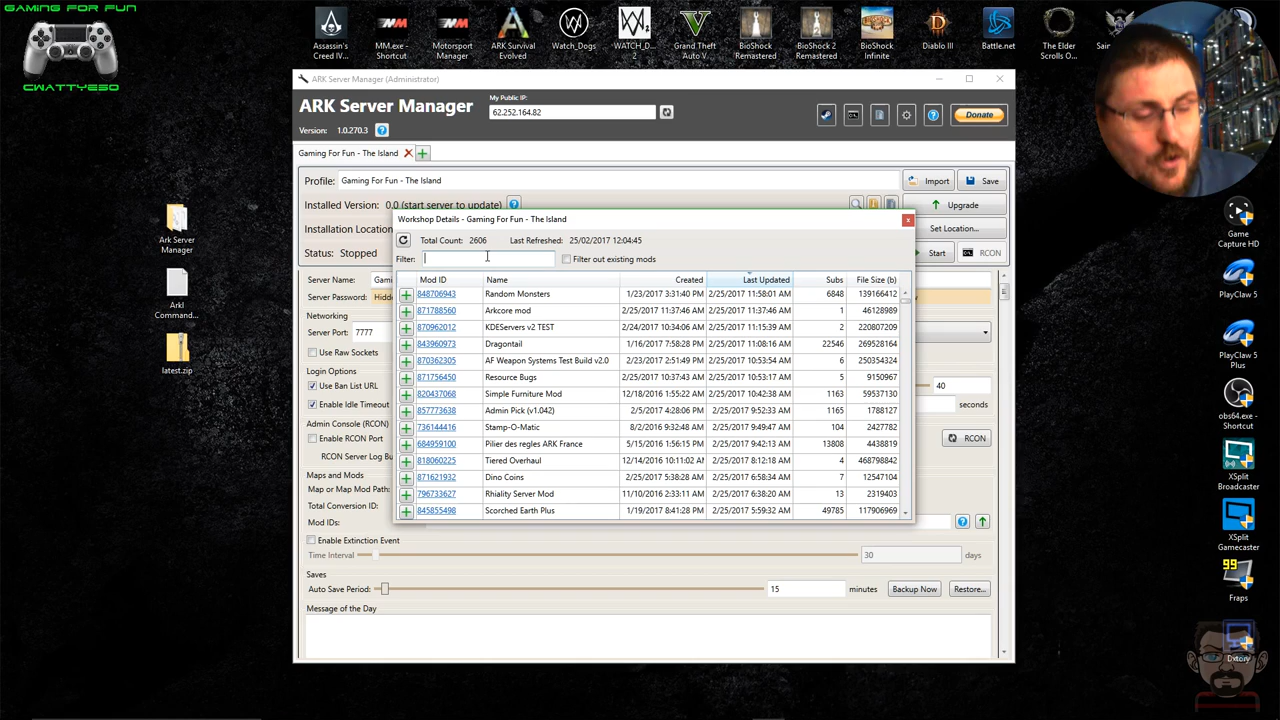 GAMING FOR FUN
CWATTYE50
Assassin's Creed IV...
MM.exe - Shortcut
Motorsport Manager
ARK Survival Evolved
Watch_Dogs
WATCH_D... 2
Grand Theft Auto V
BioShock Remastered
BioShock 2 Remastered
BioShock Infinite
Diablo III
Battle.net
The Elder Scrolls O...
ARK Server Manager (Administrator)
ARK Server Manager
My Public IP:
62.252.164.82
Donate
Version: 1.0.270.3
Gaming For Fun - The Island
Profile: Gaming For Fun - The Island
Import
Save
Installed Version: 0.0 (start server to update)
Upgrade
Installation Locat
Set Location...
Status: Stopped
Start
RCON
Workshop Details - Gaming For Fun - The Island
Total Count: 2606 Last Refreshed: 25/02/2017 12:04:45
Filter: Filter out existing mods
Mod ID Name Created Last Updated Subs File Size (b)
848706943 Random Monsters 1/23/2017 3:31:40 PM 2/25/2017 11:58:01 AM 6848 139166412
871788560 Arkcore mod 2/25/2017 11:37:46 AM 2/25/2017 11:37:46 AM 1 46128989
870962012 KDEServers v2 TEST 2/24/2017 10:34:06 AM 2/25/2017 11:15:39 AM 2 220807209
843960973 Dragontail 1/16/2017 7:58:28 PM 2/25/2017 11:08:16 AM 22546 269528164
870362305 AF Weapon Systems Test Build v2.0 2/23/2017 2:51:49 PM 2/25/2017 10:53:54 AM 6 250354324
871756450 Resource Bugs 2/25/2017 10:37:43 AM 2/25/2017 10:53:17 AM 5 9150967
820437068 Simple Furniture Mod 12/18/2016 1:55:22 AM 2/25/2017 10:42:38 AM 1163 59537130
857773638 Admin Pick (v1.042) 2/5/2017 4:28:06 PM 2/25/2017 9:52:33 AM 1165 1788127
736144416 Stamp-O-Matic 8/2/2016 9:32:48 AM 2/25/2017 9:49:47 AM 104 2427782
684959100 Pilier des regles ARK France 5/15/2016 1:56:15 PM 2/25/2017 9:42:13 AM 13808 4438819
818060225 Tiered Overhaul 12/14/2016 10:11:02 AM 2/25/2017 8:12:18 AM 4 468798842
871621932 Dino Coins 2/25/2017 5:38:28 AM 2/25/2017 6:58:34 AM 7 12547104
796733627 Rhiality Server Mod 11/10/2016 2:33:11 AM 2/25/2017 6:38:20 AM 13 2319403
845855498 Scorched Earth Plus 1/19/2017 8:41:28 PM 2/25/2017 5:59:32 AM 49785 117906969
Server Name: Gami
Server Password: Hidde
Networking
Server Port: 7777
Use Raw Sockets
Login Options
Use Ban List URL
40
Enable Idle Timeout
seconds
Admin Console (RCON)
Enable RCON Port
RCON
RCON Server Log Bu
Maps and Mods
Map or Map Mod Path:
Total Conversion ID:
Mod IDs:
Enable Extinction Event
Time Interval 30 days
Saves
Auto Save Period: 15 minutes Backup Now Restore...
Message of the Day
Ark Server Manager
ArkI Command...
latest.zip
Game Capture HD
PlayClaw 5
PlayClaw 5 Plus
obs64.exe - Shortcut
XSplit Broadcaster
XSplit Gamecaster
99
Fraps
Dxtory